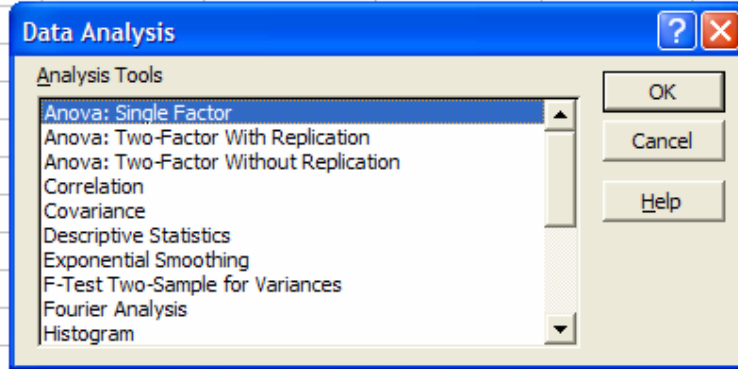 Data Analysis
Analysis Tools
Anova: Single Factor
Anova: Two-Factor With Replication
Anova: Two-Factor Without Replication
Correlation
Covariance
Descriptive Statistics
Exponential Smoothing
F-Test Two-Sample for Variances
Fourier Analysis
Histogram
OK
Cancel
Help